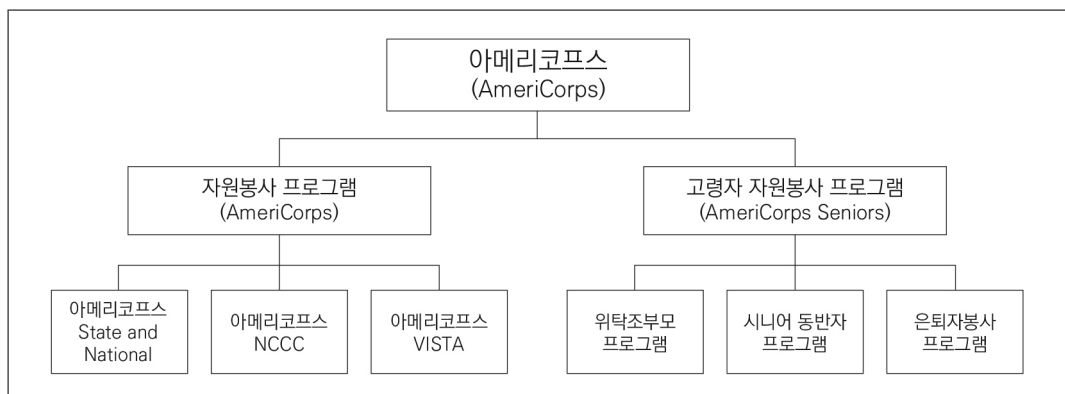 아메리코프스
(AmeriCorps)
자원봉사 프로그램
(AmeriCorps)
고령자 자원봉사 프로그램
(AmeriCorps Seniors)
아메리코프스
State and
National
아메리코프스
NCCC
아메리코프스
VISTA
위탁조부모
프로그램
시니어 동반자
프로그램
은퇴자봉사
프로그램